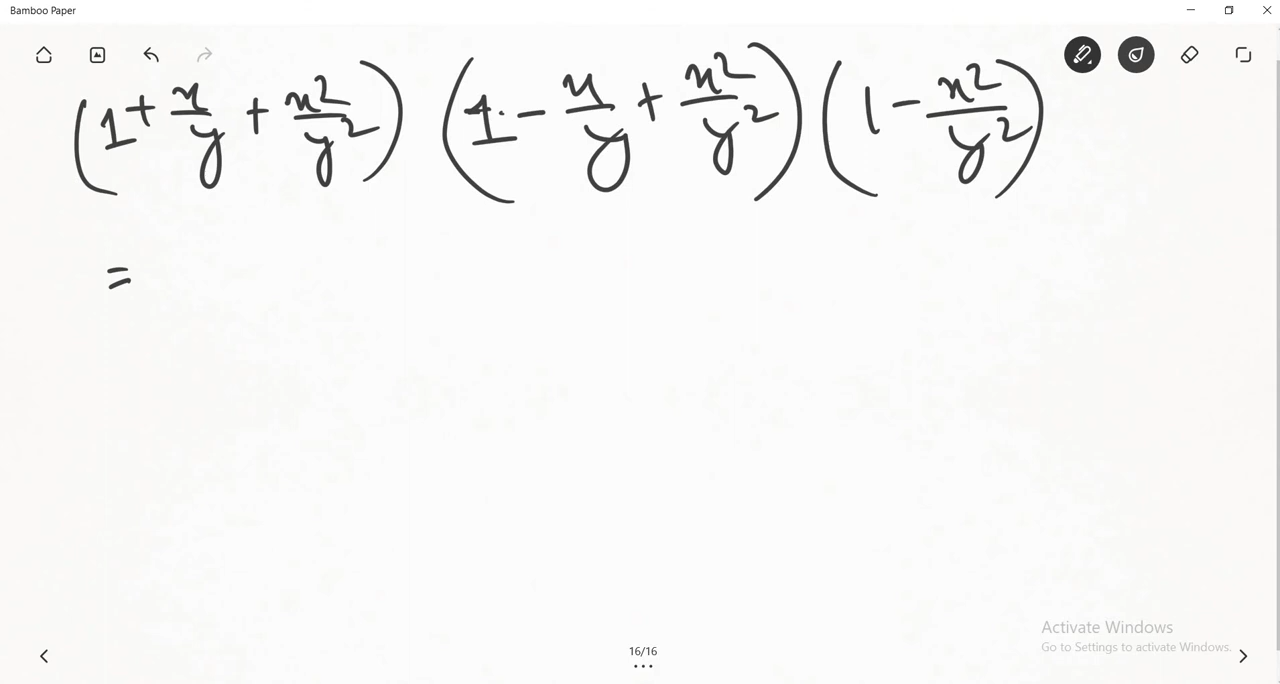 Bamboo Paper
(1 + x/y + x²/y²) (1 - x/y + x²/y²) (1 - x²/y²)
=
Activate Windows
Go to Settings to activate Windows.
16/16